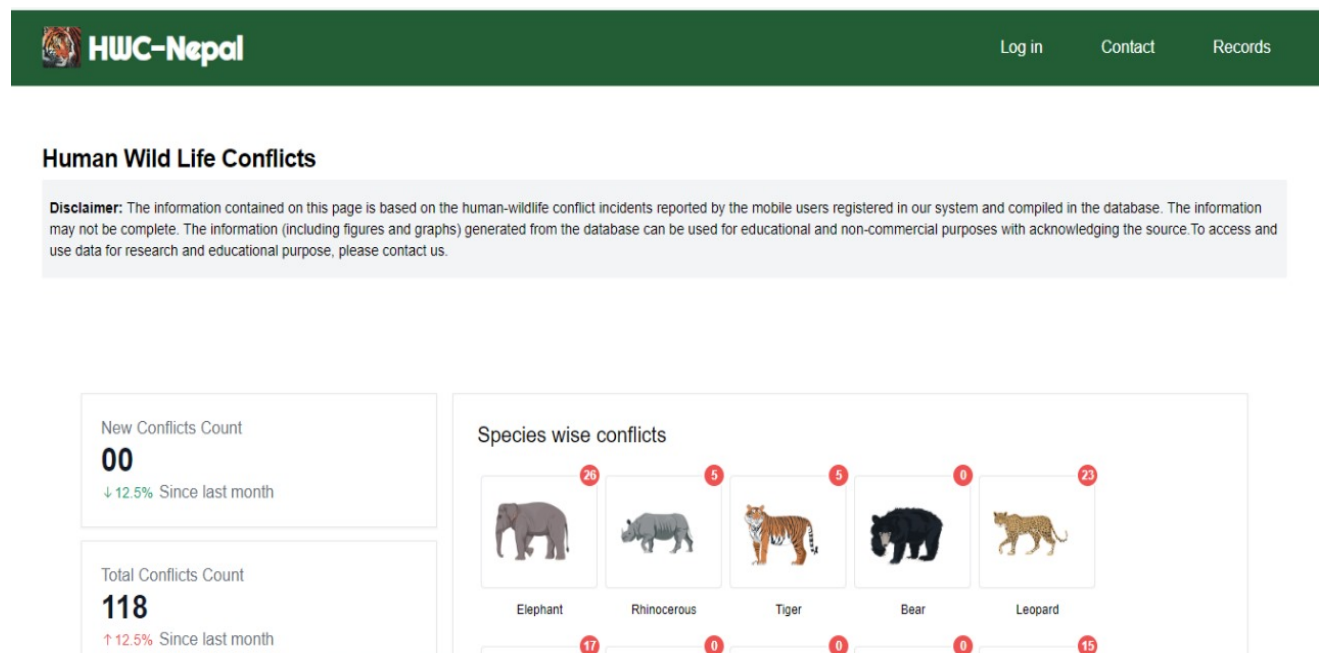 HWC-Nepal
Log in
Contact
Records
Human Wild Life Conflicts
Disclaimer: The information contained on this page is based on the human-wildlife conflict incidents reported by the mobile users registered in our system and compiled in the database. The information
may not be complete. The information (including figures and graphs) generated from the database can be used for educational and non-commercial purposes with acknowledging the source.To access and
use data for research and educational purpose, please contact us.
New Conflicts Count
00
↓12.5% Since last month
Total Conflicts Count
118
↑12.5% Since last month
Species wise conflicts
26
5
5
0
23
Elephant
Rhinocerous
Tiger
Bear
Leopard
17
0
0
0
15